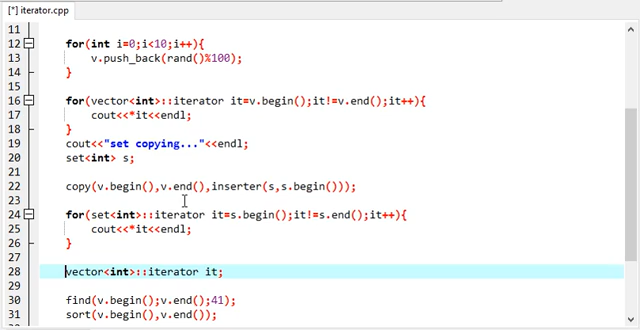 [*] iterator.cpp
11
12 for(int i=0;i<10;i++){
13 v.push_back(rand()%100);
14 }
15
16 for(vector<int>::iterator it=v.begin();it!=v.end();it++){
17 cout<<*it<<endl;
18 }
19 cout<<"set copying..."<<endl;
20 set<int> s;
21
22 copy(v.begin(),v.end(),inserter(s,s.begin()));
23
24 for(set<int>::iterator it=s.begin();it!=s.end();it++){
25 cout<<*it<<endl;
26 }
27
28 vector<int>::iterator it;
29
30 find(v.begin();v.end();41);
31 sort(v.begin(),v.end());